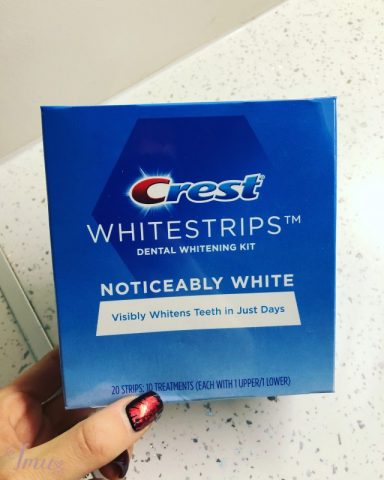 Crest
WHITESTRIPS™
DENTAL WHITENING KIT
NOTICEABLY WHITE
Visibly Whitens Teeth in Just Days
20 STRIPS: 10 TREATMENTS (EACH WITH 1 UPPER/1 LOWER)